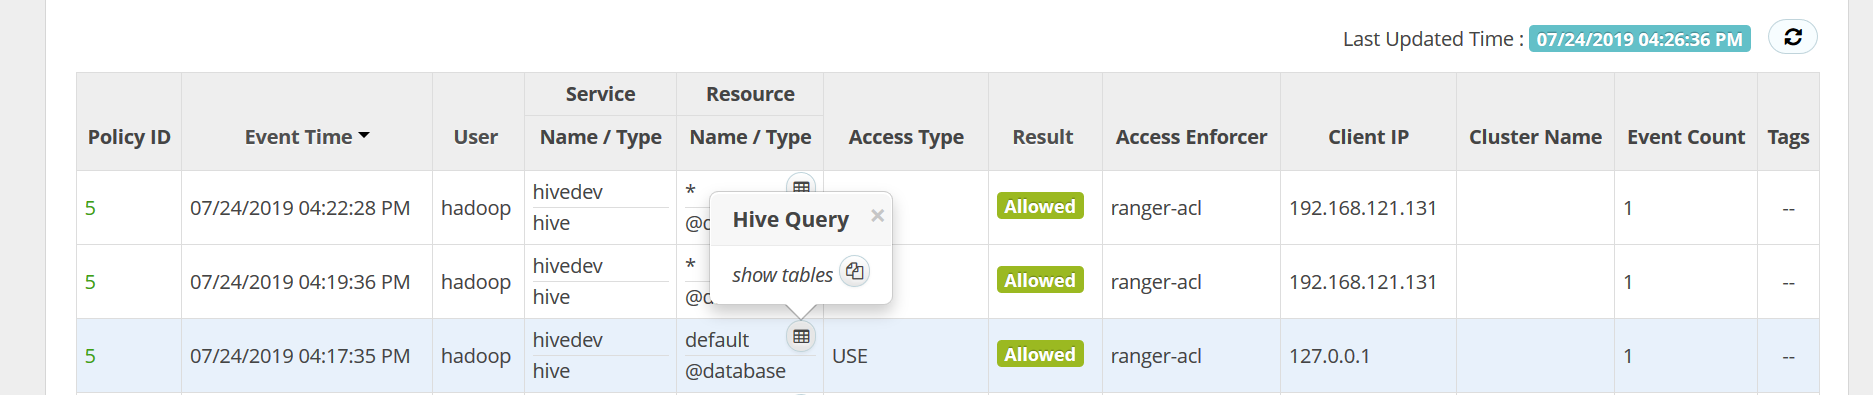 Last Updated Time : 07/24/2019 04:26:36 PM
Service Resource
Policy ID Event Time User Name / Type Name / Type Access Type Result Access Enforcer Client IP Cluster Name Event Count Tags
5 07/24/2019 04:22:28 PM hadoop hivedev * Allowed ranger-acl 192.168.121.131 1 --
hive
Hive Query ×
show tables
5 07/24/2019 04:19:36 PM hadoop hivedev * Allowed ranger-acl 192.168.121.131 1 --
hive
5 07/24/2019 04:17:35 PM hadoop hivedev default USE Allowed ranger-acl 127.0.0.1 1 --
hive @database